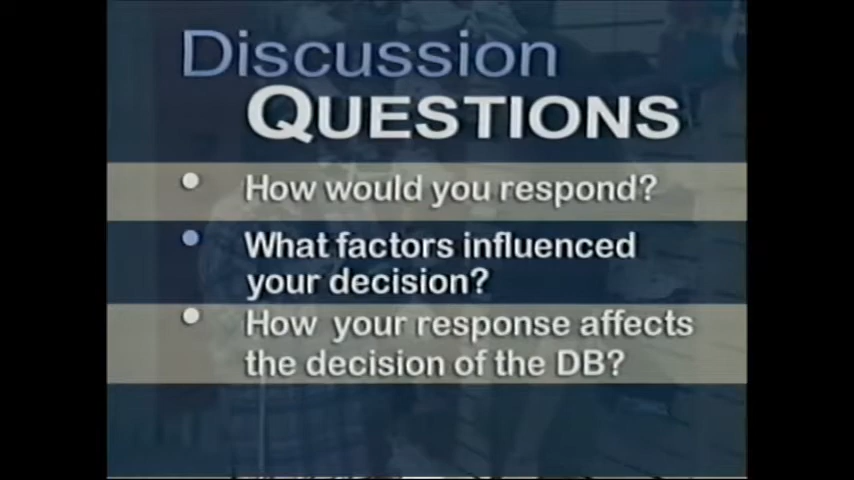 Discussion
QUESTIONS
• How would you respond?
• What factors influenced
your decision?
• How your response affects
the decision of the DB?